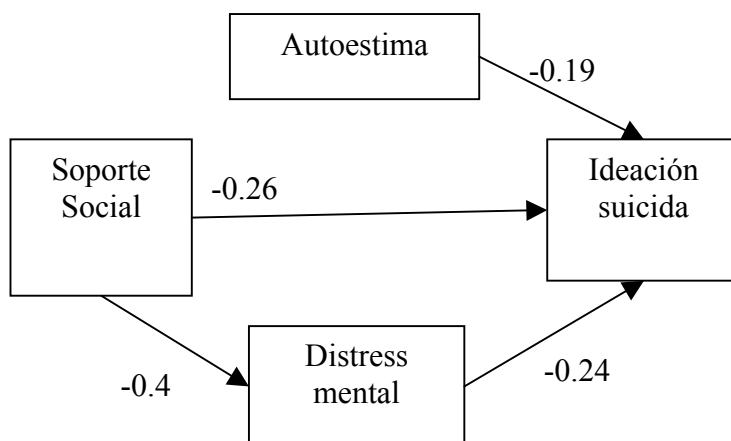 Autoestima
-0.19
Soporte
Social
-0.26
Ideación
suicida
Distress
mental
-0.4
-0.24